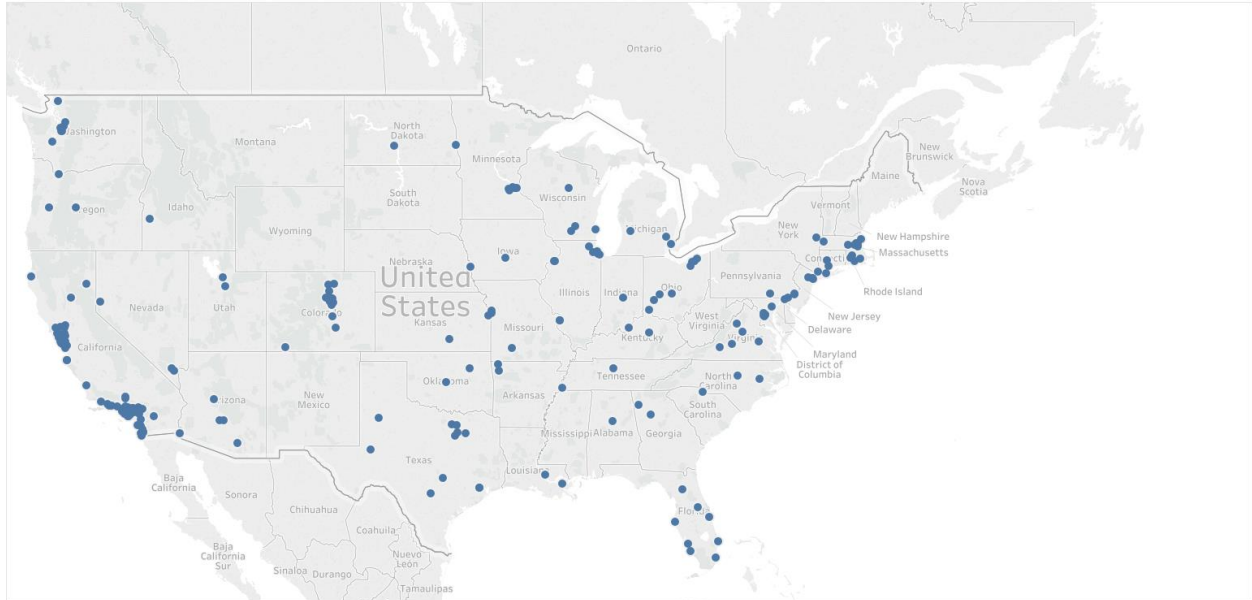 Ontario
Washington
North
Dakota
Montana
Minnesota
New
Brunswick
Maine
Nova
Scotia
South
Dakota
Wisconsin
Idaho
Vermont
Oregon
Michigan
New
York
Wyoming
New Hampshire
Massachusetts
Iowa
Nebraska
Connecti
United
States
Pennsylvania
Nevada
Utah
Illinois
Indiana
Ohio
Rhode Island
Colorado
Kansas
Missouri
West
Virginia
New Jersey
Delaware
Kentucky
Virginia
California
Maryland
District of
Columbia
Tennessee
North
Carolina
Oklahoma
Arkansas
Arizona
New
Mexico
South
Carolina
Mississippi
Alabama
Georgia
Texas
Louisiana
Baja
California
Sonora
Chihuahua
Florida
Coahuila
Baja
California
Sur
Nuevo
León
Sinaloa
Durango
Tamaulipas